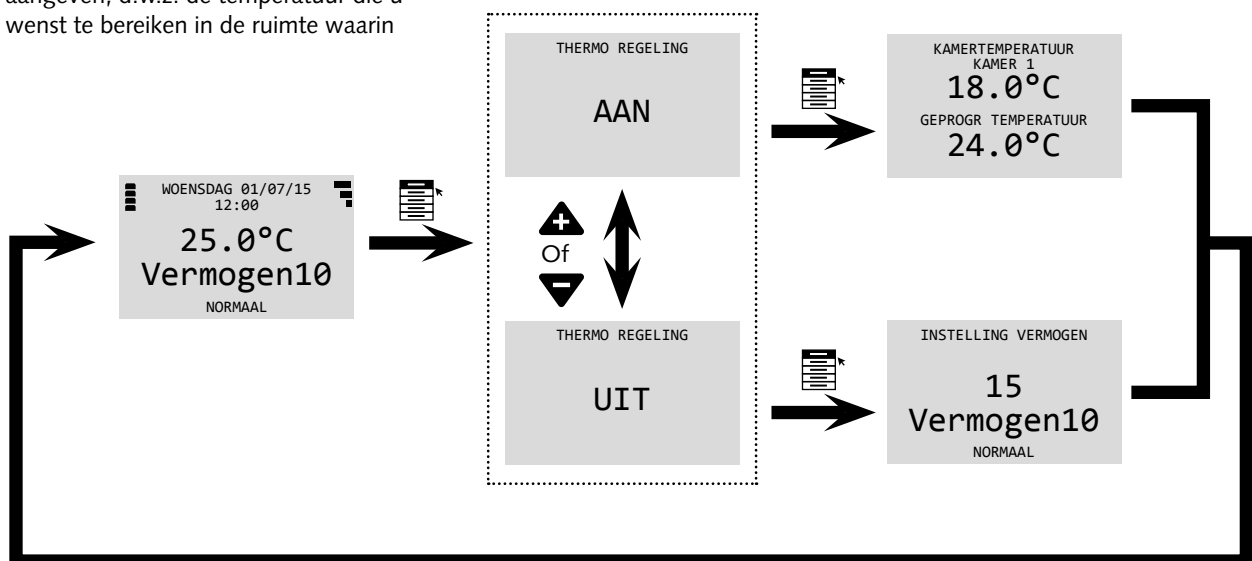 aangeven, d.w.z. de temperatuur die u
wenst te bereiken in de ruimte waarin
WOENSDAG 01/07/15
12:00
25.0°C
Vermogen10
NORMAAL
THERMO REGELING
AAN
+
Of
-
THERMO REGELING
UIT
KAMERTEMPERATUUR
KAMER 1
18.0°C
GEPROGR TEMPERATUUR
24.0°C
INSTELLING VERMOGEN
15
Vermogen10
NORMAAL